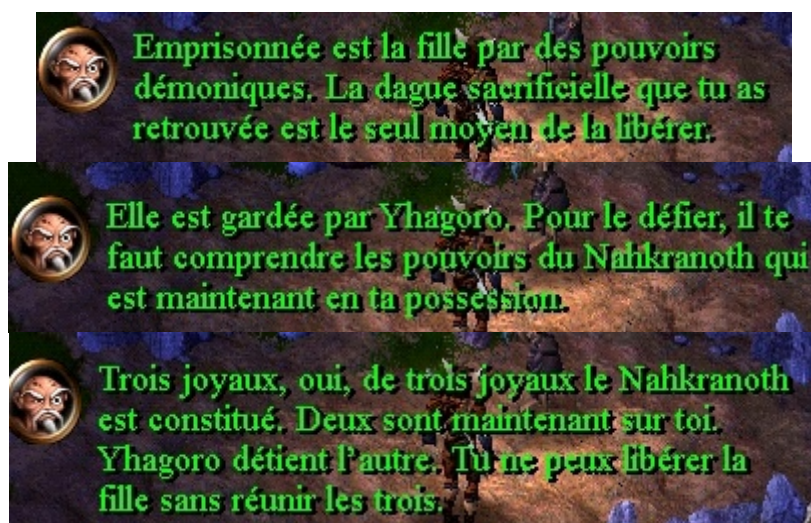 Emprisonnée est la fille par des pouvoirs
démoniques. La dague sacrificielle que tu as
retrouvée est le seul moyen de la libérer.
Elle est gardée par Yhagoro. Pour le défier, il te
faut comprendre les pouvoirs du Nahkranoth qui
est maintenant en ta possession.
Trois joyaux, oui, de trois joyaux le Nahkranoth
est constitué. Deux sont maintenant sur toi.
Yhagoro détient l'autre. Tu ne peux libérer la
fille sans réunir les trois.